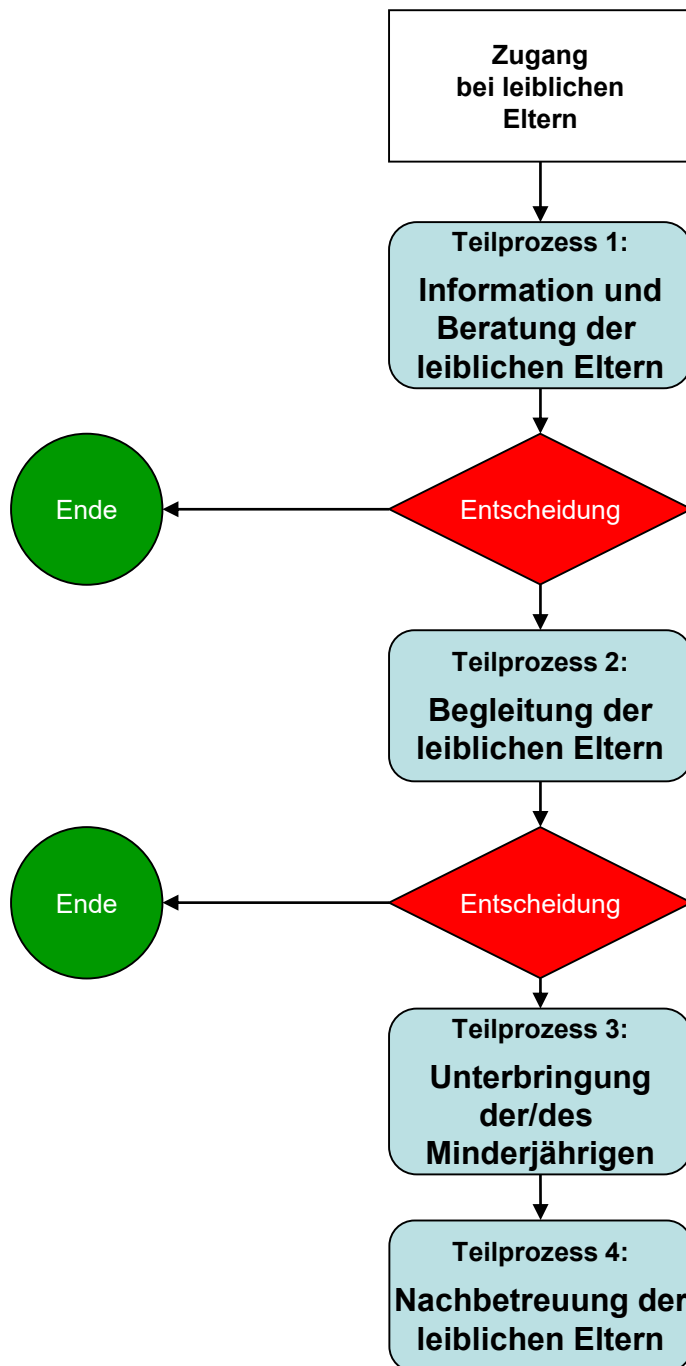 Zugang
bei leiblichen
Eltern
Teilprozess 1:
Information und
Beratung der
leiblichen Eltern
Ende
Entscheidung
Teilprozess 2:
Begleitung der
leiblichen Eltern
Ende
Entscheidung
Teilprozess 3:
Unterbringung
der/des
Minderjährigen
Teilprozess 4:
Nachbetreuung der
leiblichen Eltern